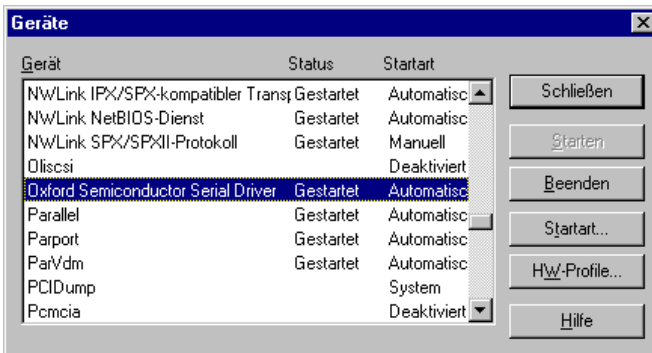 Geräte
Gerät Status Startart
NWLink IPX/SPX-kompatibler Transp Gestartet Automatisc
NWLink NetBIOS-Dienst Gestartet Automatisc
NWLink SPX/SPXII-Protokoll Gestartet Manuell
Oliscsi Deaktiviert
Oxford Semiconductor Serial Driver Gestartet Automatisc
Parallel Gestartet Automatisc
Parport Gestartet Automatisc
ParVdm Gestartet Automatisc
PCIDump System
Pcmcia Deaktiviert
Schließen
Starten
Beenden
Startart...
HW-Profile...
Hilfe